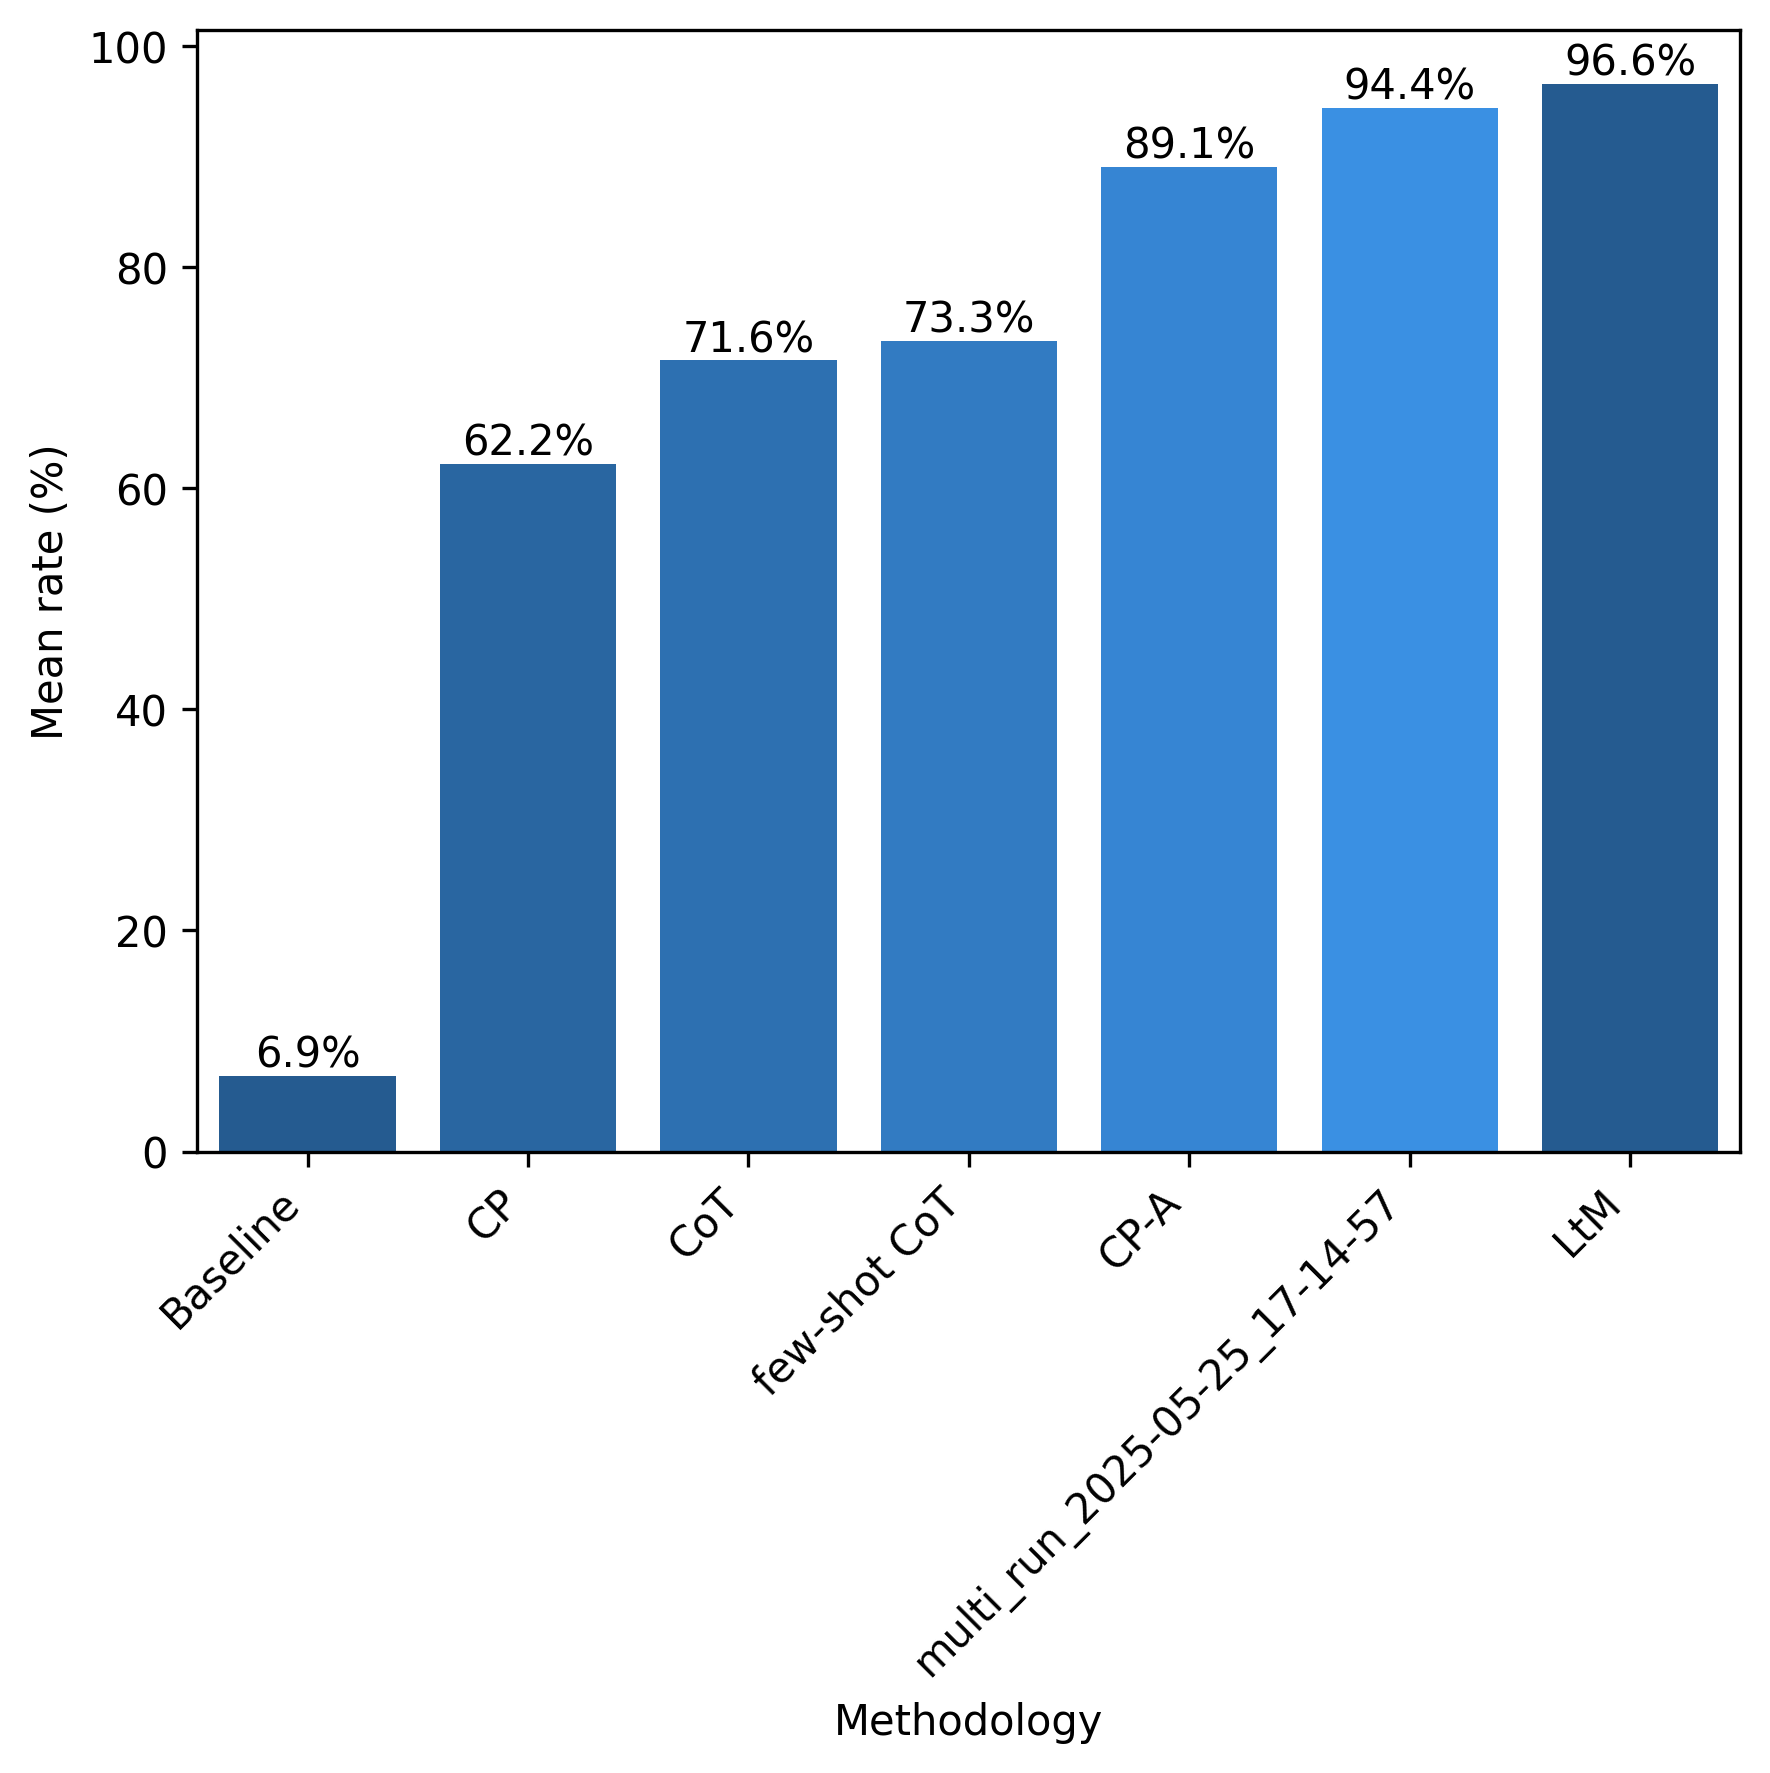 100
80
60
40
20
0
Mean rate (%)
6.9%
62.2%
71.6%
73.3%
89.1%
94.4%
96.6%
Baseline
CP
CoT
few-shot CoT
CP-A
multi_run_2025-05-25_17-14-57
LtM
Methodology